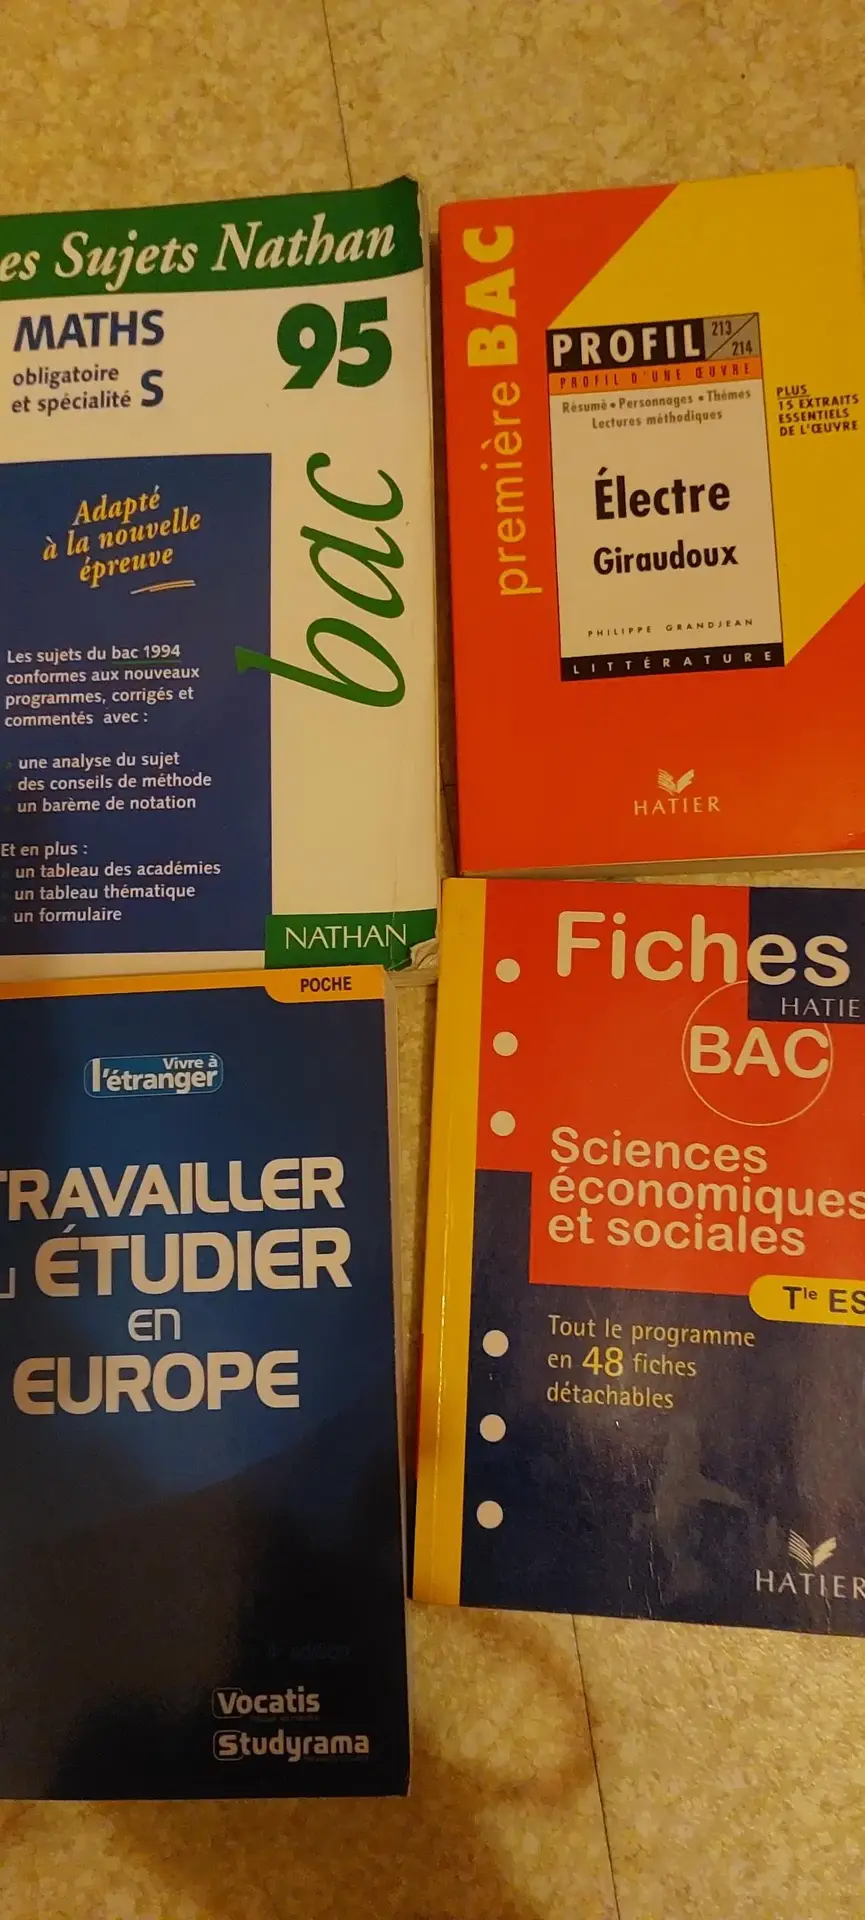 es Sujets Nathan
MATHS
obligatoire
et spécialité S
95
bac
Adapté
à la nouvelle
épreuve
Les sujets du bac 1994
conformes aux nouveaux
programmes, corrigés et
commentés avec :
une analyse du sujet
des conseils de méthode
un barème de notation
Et en plus :
un tableau des académies
un tableau thématique
un formulaire
NATHAN
première BAC
PROFIL 213/214
PROFIL D'UNE ŒUVRE
Résumé • Personnages • Thèmes
Lectures méthodiques
Électre
Giraudoux
PHILIPPE GRANDJEAN
LITTÉRATURE
PLUS
15 EXTRAITS
ESSENTIELS
DE L'ŒUVRE
HATIER
POCHE
Vivre à
l'étranger
TRAVAILLER
ÉTUDIER
EN
EUROPE
Vocatis
Studyrama
Fiches
HATIE
BAC
Sciences
économiques
et sociales
Tle ES
Tout le programme
en 48 fiches
détachables
HATIER